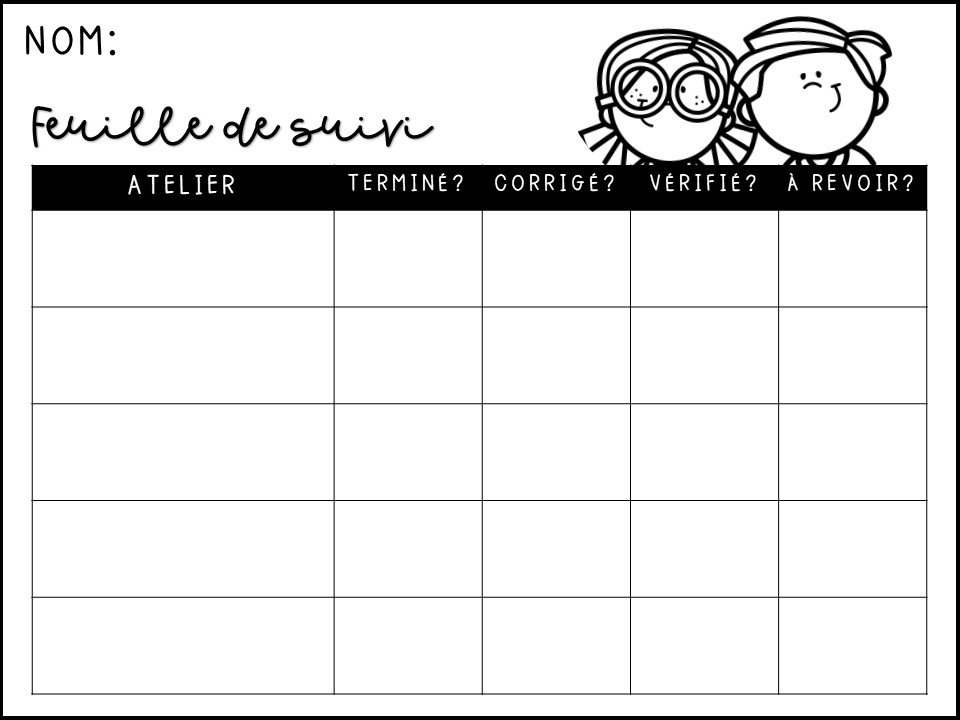 NOM:
Feuille de suivi
ATELIER TERMINÉ? CORRIGÉ? VÉRIFIÉ? À REVOIR?